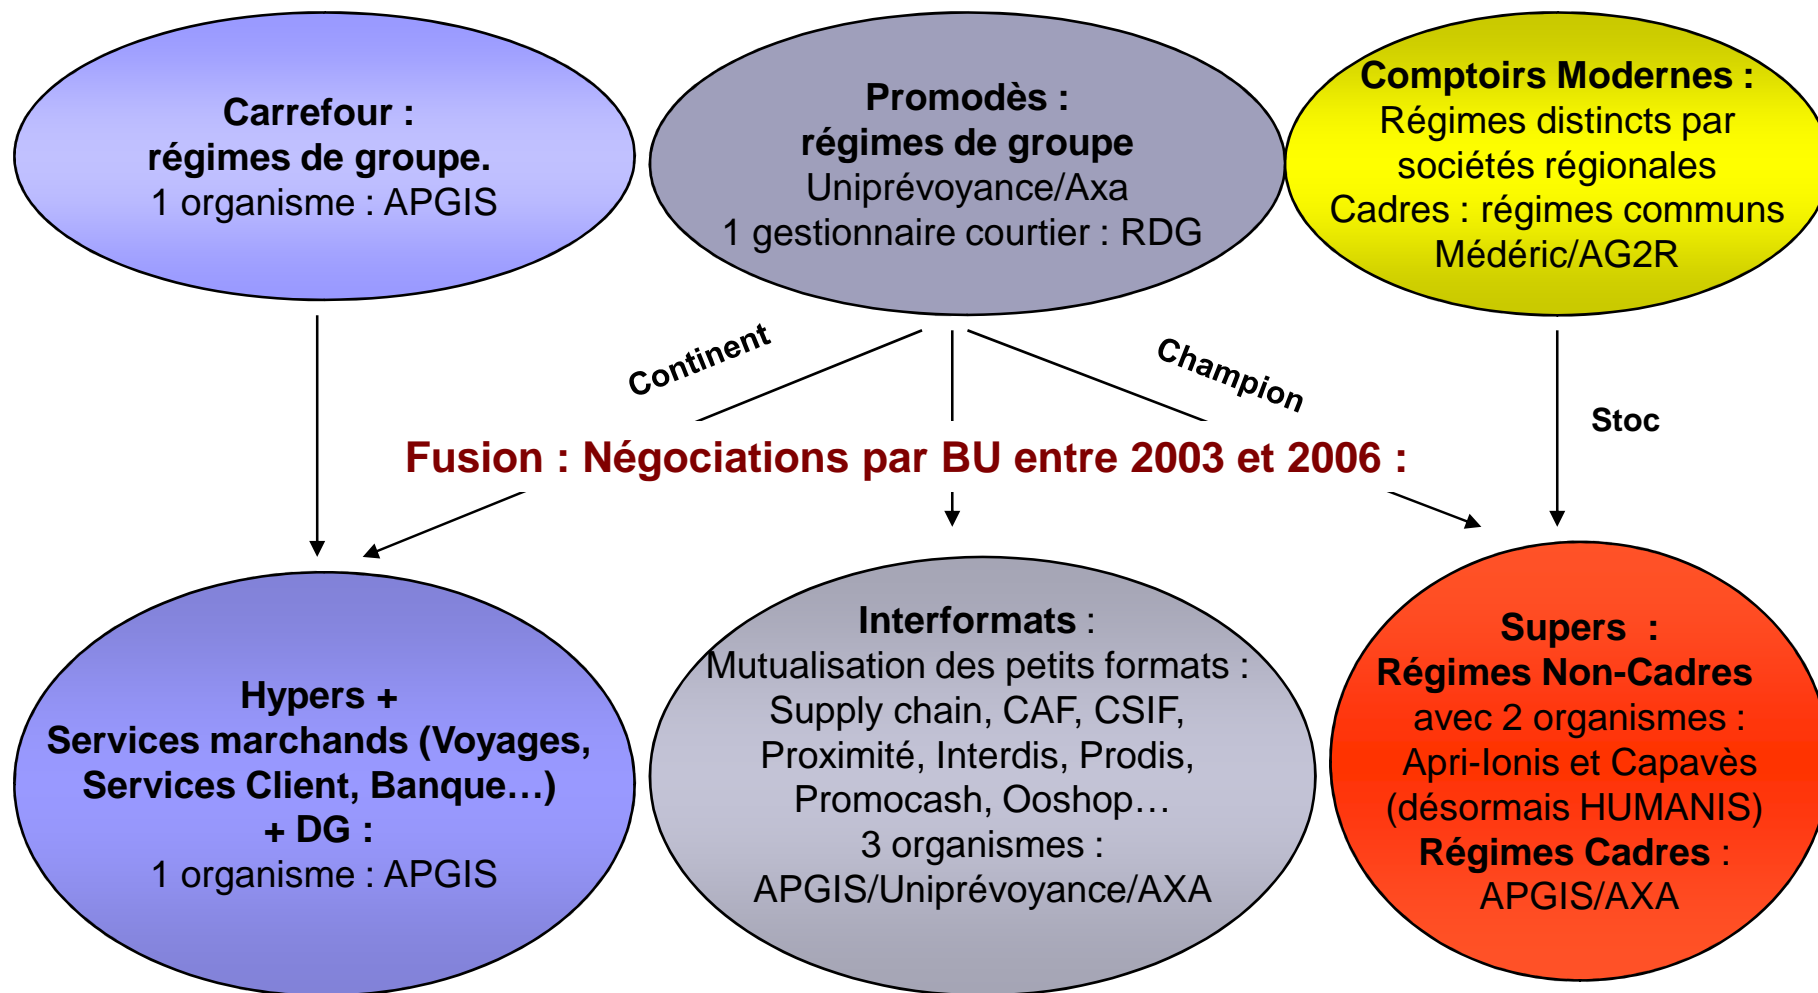 Carrefour :
régimes de groupe.
1 organisme : APGIS
Promodès :
régimes de groupe
Uniprévoyance/Axa
1 gestionnaire courtier : RDG
Comptoirs Modernes :
Régimes distincts par
sociétés régionales
Cadres : régimes communs
Médéric/AG2R
Continent
Champion
Stoc
Fusion : Négociations par BU entre 2003 et 2006 :
Hypers +
Services marchands (Voyages,
Services Client, Banque…)
+ DG :
1 organisme : APGIS
Interformats :
Mutualisation des petits formats :
Supply chain, CAF, CSIF,
Proximité, Interdis, Prodis,
Promocash, Ooshop…
3 organismes :
APGIS/Uniprévoyance/AXA
Supers :
Régimes Non-Cadres
avec 2 organismes :
Apri-Ionis et Capavès
(désormais HUMANIS)
Régimes Cadres :
APGIS/AXA